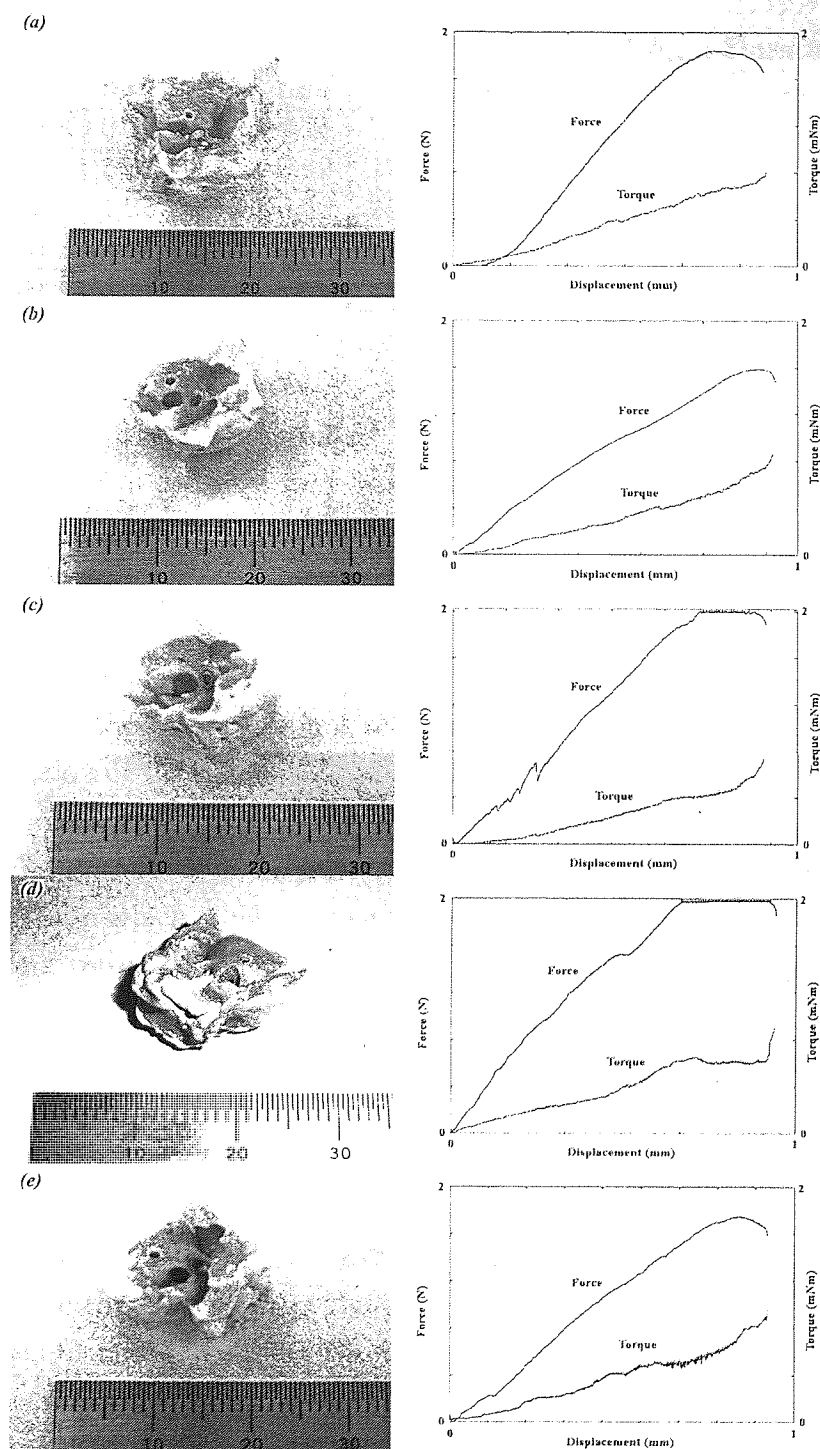 (a)
2
2
Force (N)
Force
Torque
Torque (mNm)
0
0
0
1
Displacement (mm)
10
20
30
(b)
2
2
Force (N)
Force
Torque
Torque (mNm)
0
0
0
1
Displacement (mm)
10
20
30
(c)
2
2
Force (N)
Force
Torque
Torque (mNm)
0
0
0
1
Displacement (mm)
10
20
30
(d)
2
2
Force (N)
Force
Torque
Torque (mNm)
0
0
0
1
Displacement (mm)
10
20
30
(e)
2
2
Force (N)
Force
Torque
Torque (mNm)
0
0
0
1
Displacement (mm)
10
20
30